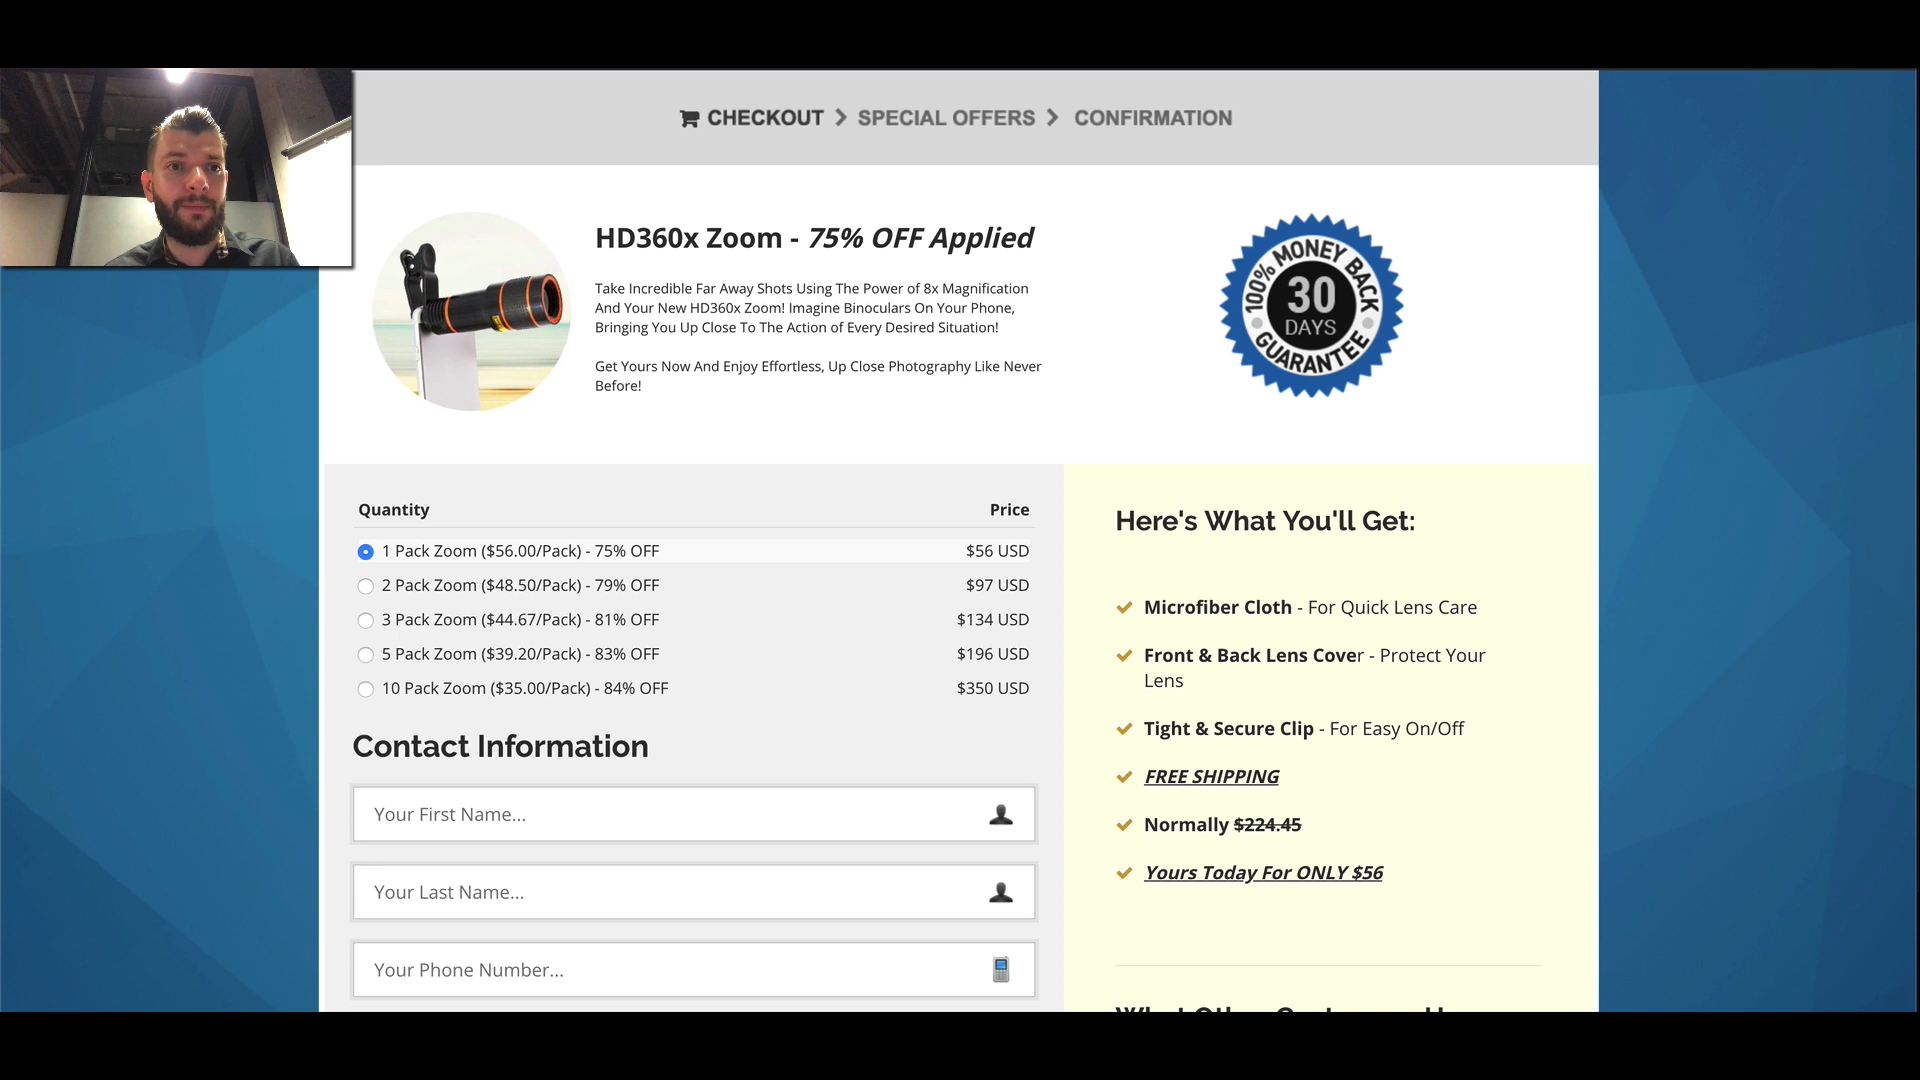 CHECKOUT > SPECIAL OFFERS > CONFIRMATION
HD360x Zoom - 75% OFF Applied
Take Incredible Far Away Shots Using The Power of 8x Magnification
And Your New HD360x Zoom! Imagine Binoculars On Your Phone,
Bringing You Up Close To The Action of Every Desired Situation!
Get Yours Now And Enjoy Effortless, Up Close Photography Like Never
Before!
100% MONEY BACK
30
DAYS
GUARANTEE
Quantity Price
1 Pack Zoom ($56.00/Pack) - 75% OFF $56 USD
2 Pack Zoom ($48.50/Pack) - 79% OFF $97 USD
3 Pack Zoom ($44.67/Pack) - 81% OFF $134 USD
5 Pack Zoom ($39.20/Pack) - 83% OFF $196 USD
10 Pack Zoom ($35.00/Pack) - 84% OFF $350 USD
Contact Information
Your First Name...
Your Last Name...
Your Phone Number...
Here's What You'll Get:
Microfiber Cloth - For Quick Lens Care
Front & Back Lens Cover - Protect Your
Lens
Tight & Secure Clip - For Easy On/Off
FREE SHIPPING
Normally $224.45
Yours Today For ONLY $56